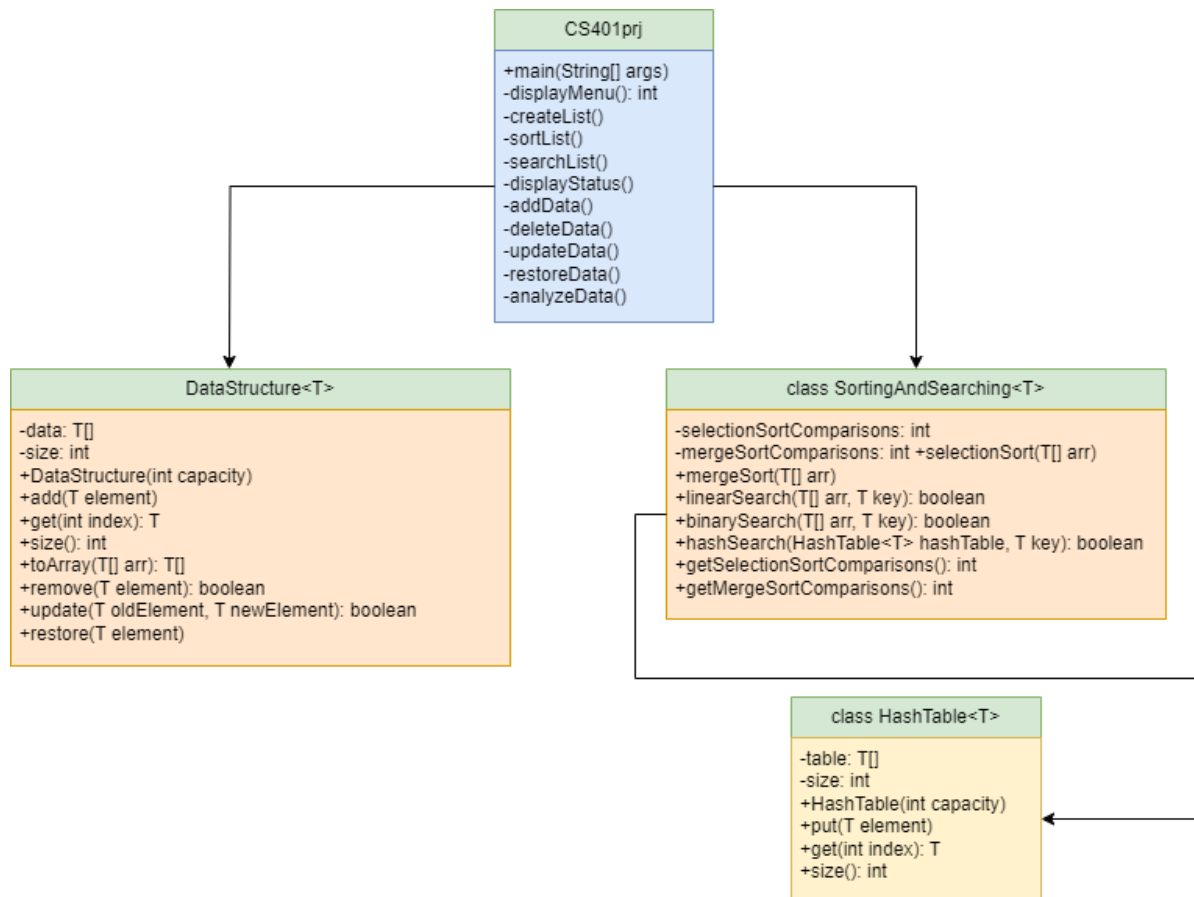 CS401prj
+main(String[] args)
-displayMenu(): int
-createList()
-sortList()
-searchList()
-displayStatus()
-addData()
-deleteData()
-updateData()
-restoreData()
-analyzeData()
DataStructure<T>
-data: T[]
-size: int
+DataStructure(int capacity)
+add(T element)
+get(int index): T
+size(): int
+toArray(T[] arr): T[]
+remove(T element): boolean
+update(T oldElement, T newElement): boolean
+restore(T element)
class SortingAndSearching<T>
-selectionSortComparisons: int
-mergeSortComparisons: int +selectionSort(T[] arr)
+mergeSort(T[] arr)
+linearSearch(T[] arr, T key): boolean
+binarySearch(T[] arr, T key): boolean
+hashSearch(HashTable<T> hashTable, T key): boolean
+getSelectionSortComparisons(): int
+getMergeSortComparisons(): int
class HashTable<T>
-table: T[]
-size: int
+HashTable(int capacity)
+put(T element)
+get(int index): T
+size(): int